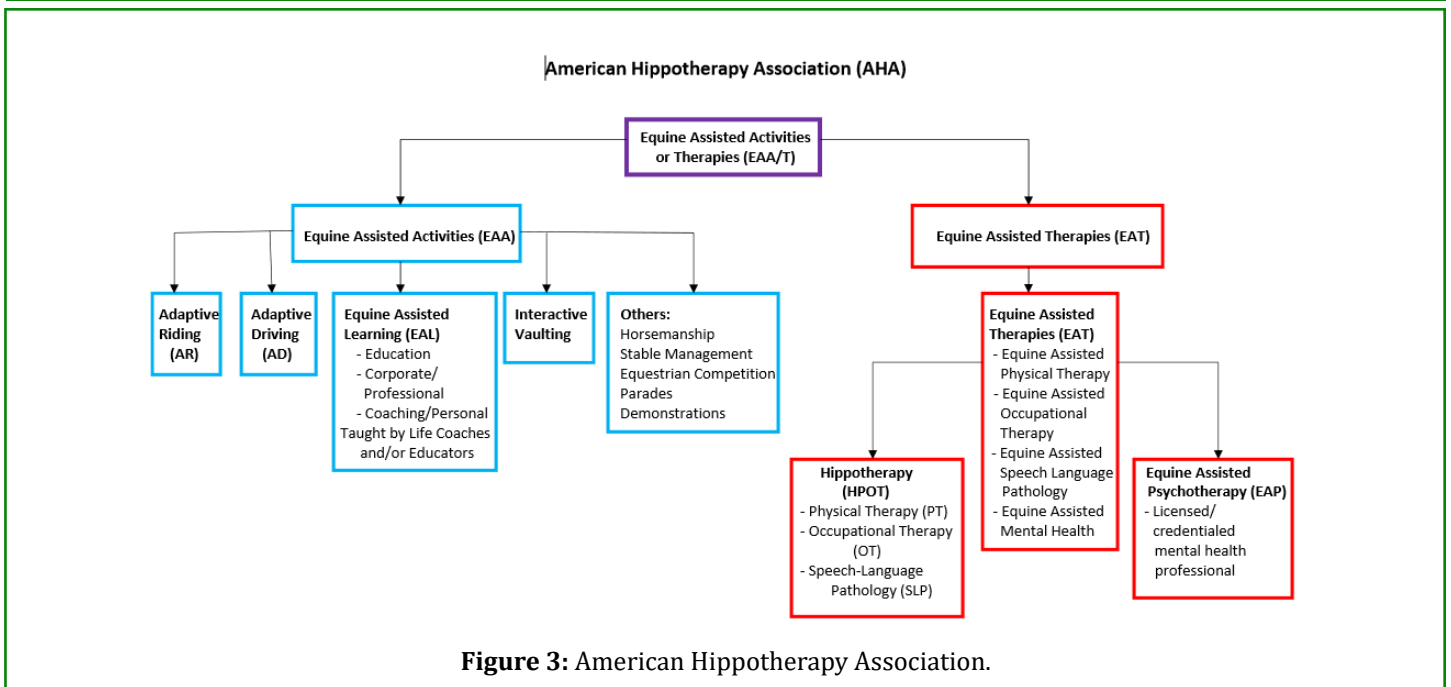 American Hippotherapy Association (AHA)
Equine Assisted Activities
or Therapies (EAA/T)
Equine Assisted Activities (EAA)
Equine Assisted Therapies (EAT)
Adaptive
Riding
(AR)
Adaptive
Driving
(AD)
Equine Assisted
Learning (EAL)
- Education
- Corporate/
Professional
- Coaching/Personal
Taught by Life Coaches
and/or Educators
Interactive
Vaulting
Others:
Horsemanship
Stable Management
Equestrian Competition
Parades
Demonstrations
Equine Assisted
Therapies (EAT)
- Equine Assisted
Physical Therapy
- Equine Assisted
Occupational
Therapy
- Equine Assisted
Speech Language
Pathology
- Equine Assisted
Mental Health
Hippotherapy
(HPOT)
- Physical Therapy (PT)
- Occupational Therapy
(OT)
- Speech-Language
Pathology (SLP)
Equine Assisted
Psychotherapy (EAP)
- Licensed/
credentialed
mental health
professional
Figure 3: American Hippotherapy Association.